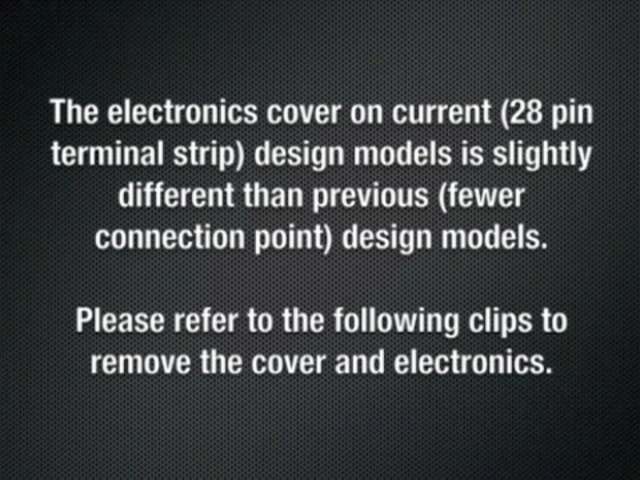 The electronics cover on current (28 pin
terminal strip) design models is slightly
different than previous (fewer
connection point) design models.
Please refer to the following clips to
remove the cover and electronics.